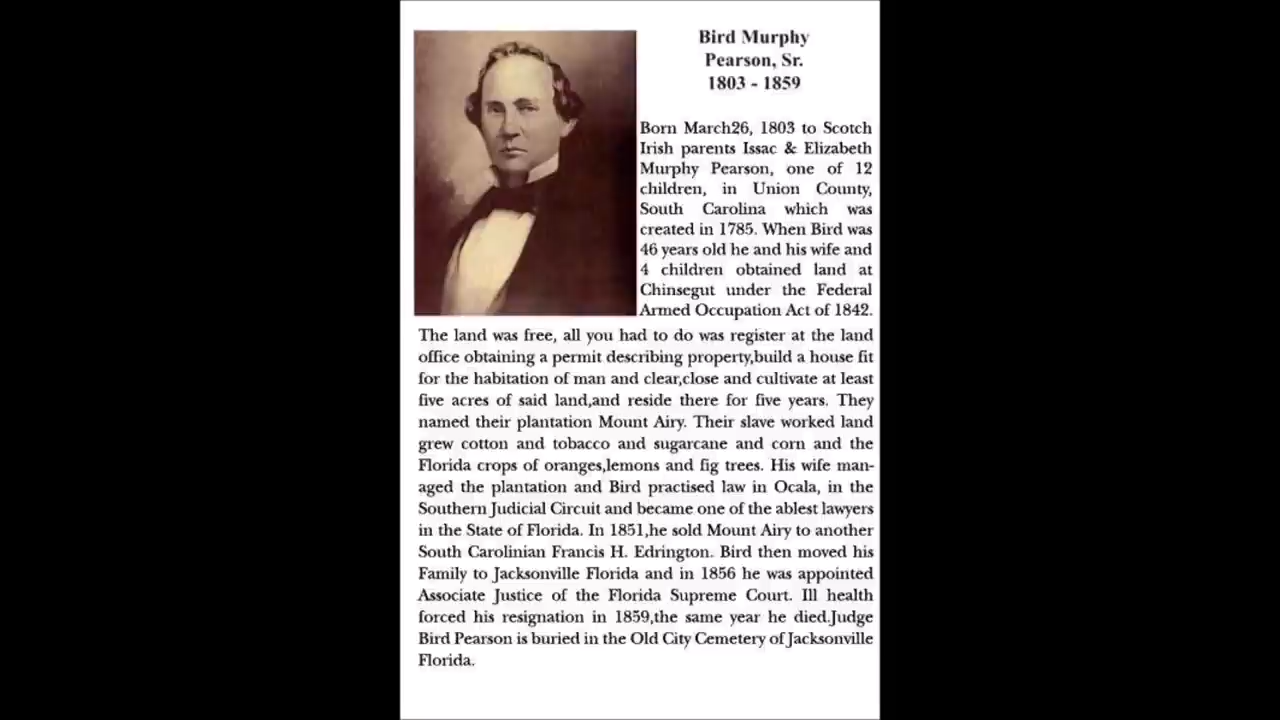 Bird Murphy
Pearson, Sr.
1803 - 1859
Born March26, 1803 to Scotch
Irish parents Issac & Elizabeth
Murphy Pearson, one of 12
children, in Union County,
South Carolina which was
created in 1785. When Bird was
46 years old he and his wife and
4 children obtained land at
Chinsegut under the Federal
Armed Occupation Act of 1842.
The land was free, all you had to do was register at the land
office obtaining a permit describing property,build a house fit
for the habitation of man and clear,close and cultivate at least
five acres of said land,and reside there for five years. They
named their plantation Mount Airy. Their slave worked land
grew cotton and tobacco and sugarcane and corn and the
Florida crops of oranges,lemons and fig trees. His wife man-
aged the plantation and Bird practised law in Ocala, in the
Southern Judicial Circuit and became one of the ablest lawyers
in the State of Florida. In 1851,he sold Mount Airy to another
South Carolinian Francis H. Edrington. Bird then moved his
Family to Jacksonville Florida and in 1856 he was appointed
Associate Justice of the Florida Supreme Court. Ill health
forced his resignation in 1859,the same year he died.Judge
Bird Pearson is buried in the Old City Cemetery of Jacksonville
Florida.